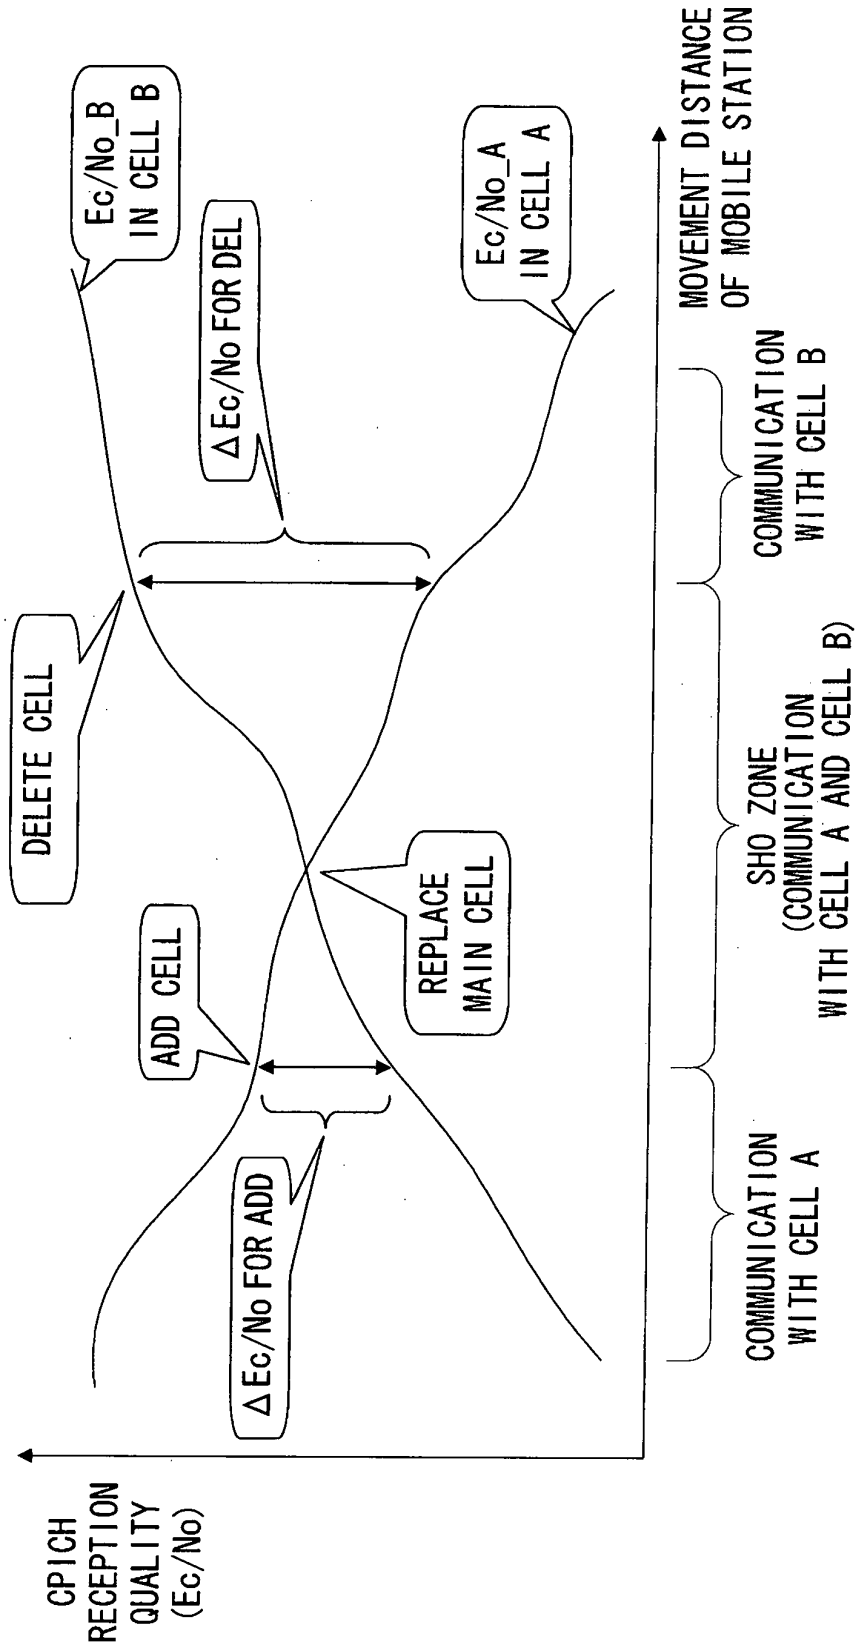 CPICH
RECEPTION
QUALITY
(Ec/No)
DELETE CELL
Ec/No_B
IN CELL B
ADD CELL
Δ Ec/No FOR DEL
Δ Ec/No FOR ADD
REPLACE
MAIN CELL
Ec/No_A
IN CELL A
MOVEMENT DISTANCE
OF MOBILE STATION
COMMUNICATION
WITH CELL A
SHO ZONE
(COMMUNICATION
WITH CELL A AND CELL B)
COMMUNICATION
WITH CELL B